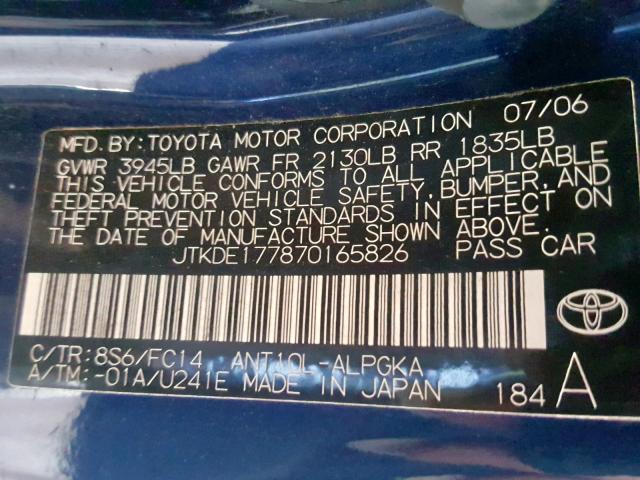 MFD. BY: TOYOTA MOTOR CORPORATION 07/06
GVWR 3945LB GAWR FR 2130LB RR 1835LB
THIS VEHICLE CONFORMS TO ALL APPLICABLE
FEDERAL MOTOR VEHICLE SAFETY, BUMPER, AND
THEFT PREVENTION STANDARDS IN EFFECT ON
THE DATE OF MANUFACTURE SHOWN ABOVE.
JTKDE177870165826 PASS CAR
C/TR: 8S6/FC14 ANT10L-ALPGKA
A/TM: -01A/U241E MADE IN JAPAN 184 A